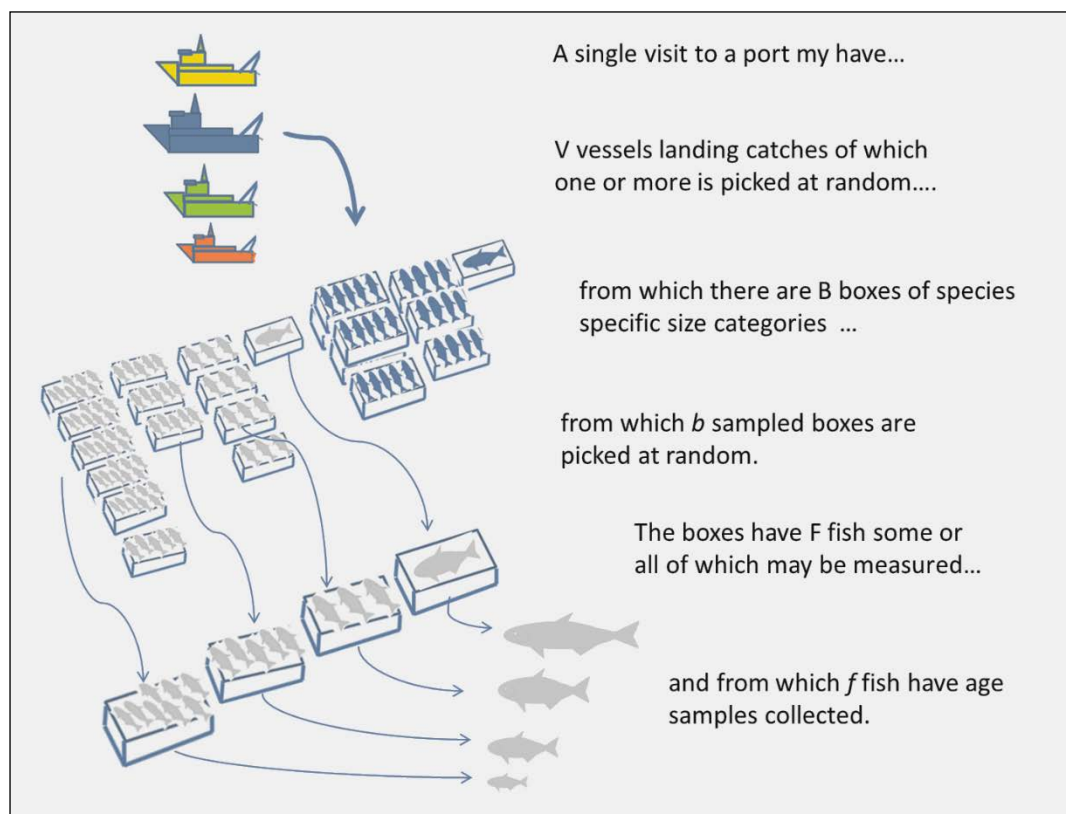 A single visit to a port my have…
V vessels landing catches of which
one or more is picked at random….
from which there are B boxes of species
specific size categories …
from which b sampled boxes are
picked at random.
The boxes have F fish some or
all of which may be measured…
and from which f fish have age
samples collected.